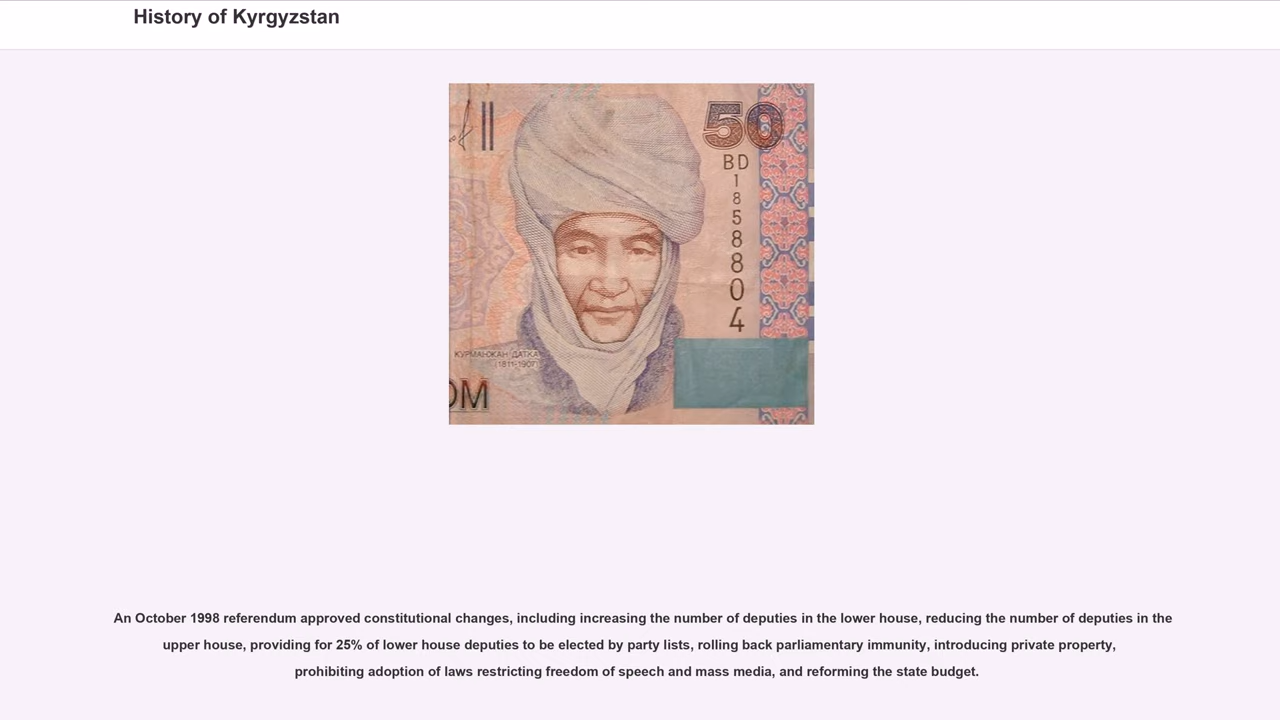 History of Kyrgyzstan
50
BD
1
8
5
8
8
0
4
КУРМАНЖАН ДАТКА
(1811-1907)
ОМ
An October 1998 referendum approved constitutional changes, including increasing the number of deputies in the lower house, reducing the number of deputies in the
upper house, providing for 25% of lower house deputies to be elected by party lists, rolling back parliamentary immunity, introducing private property,
prohibiting adoption of laws restricting freedom of speech and mass media, and reforming the state budget.